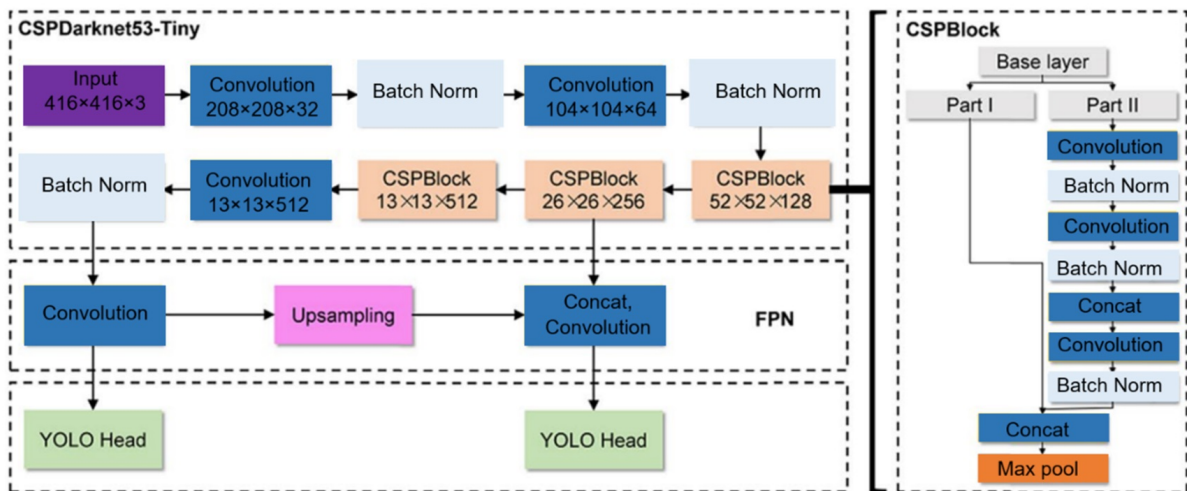 CSPDarknet53-Tiny
Input
416×416×3
Convolution
208×208×32
Batch Norm
Convolution
104×104×64
Batch Norm
Batch Norm
Convolution
13×13×512
CSPBlock
13×13×512
CSPBlock
26×26×256
CSPBlock
52×52×128
Convolution
Upsampling
Concat,
Convolution
FPN
YOLO Head
YOLO Head
CSPBlock
Base layer
Part I
Part II
Convolution
Batch Norm
Convolution
Batch Norm
Concat
Convolution
Batch Norm
Concat
Max pool